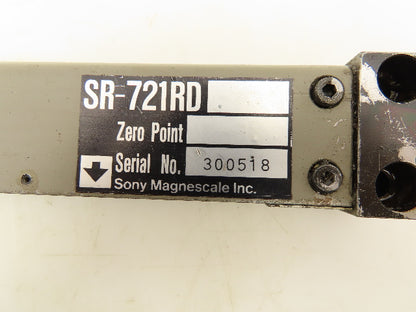 SR-721RD
Zero Point
Serial No. 300518
Sony Magnescale Inc.